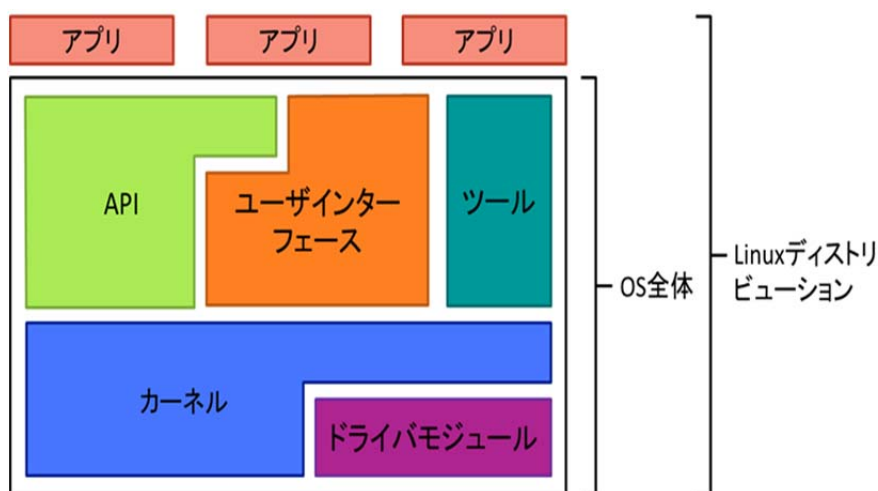 アプリ
アプリ
アプリ
API
ユーザインター
フェース
ツール
カーネル
ドライバモジュール
OS全体
Linuxディストリ
ビューション